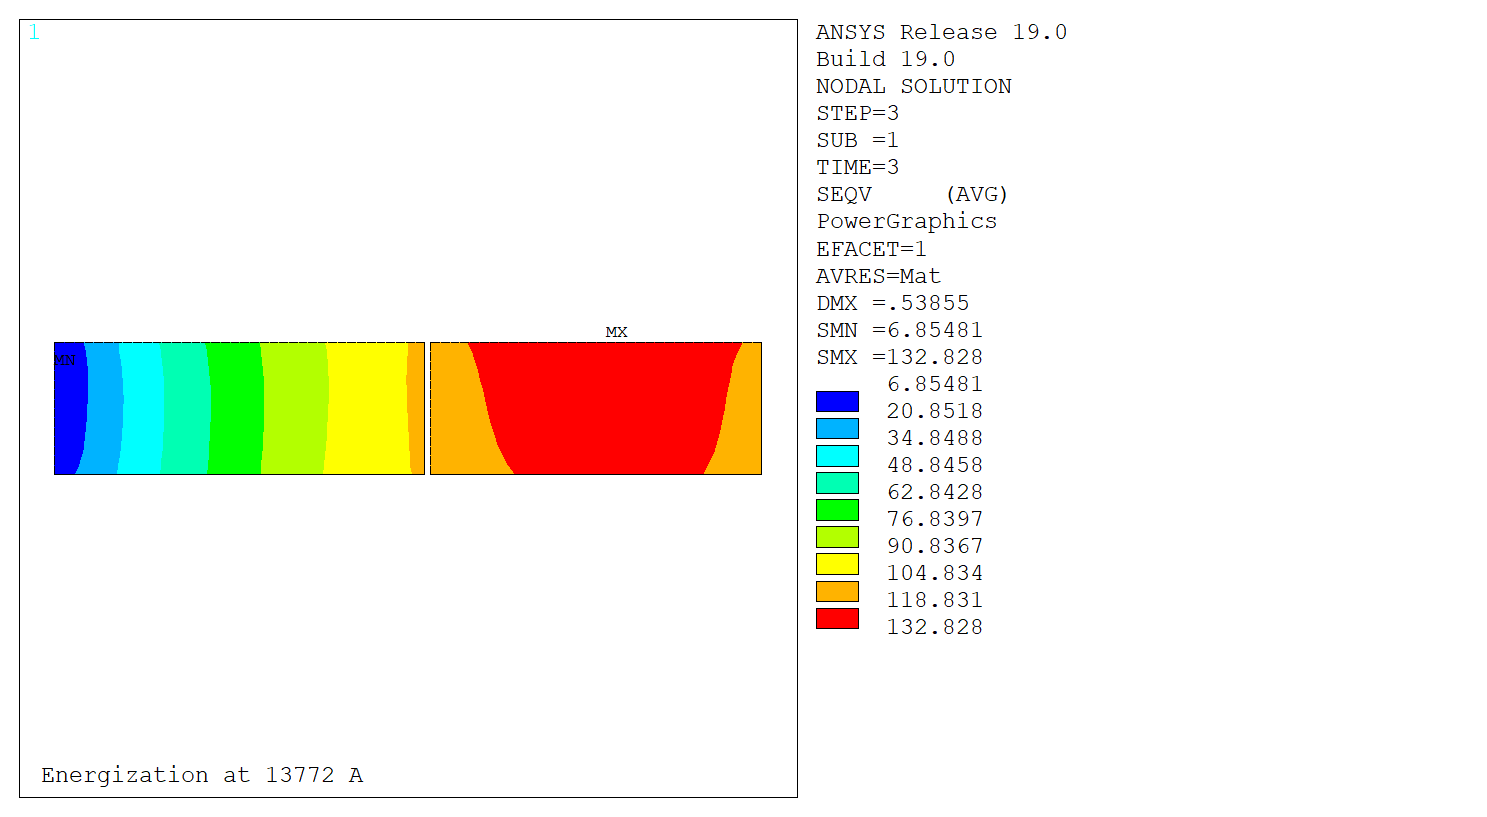 1
ANSYS Release 19.0
Build 19.0
NODAL SOLUTION
STEP=3
SUB =1
TIME=3
SEQV     (AVG)
PowerGraphics
EFACET=1
AVRES=Mat
DMX =.53855
SMN =6.85481
SMX =132.828
6.85481
20.8518
34.8488
48.8458
62.8428
76.8397
90.8367
104.834
118.831
132.828
MX
MN
Energization at 13772 A